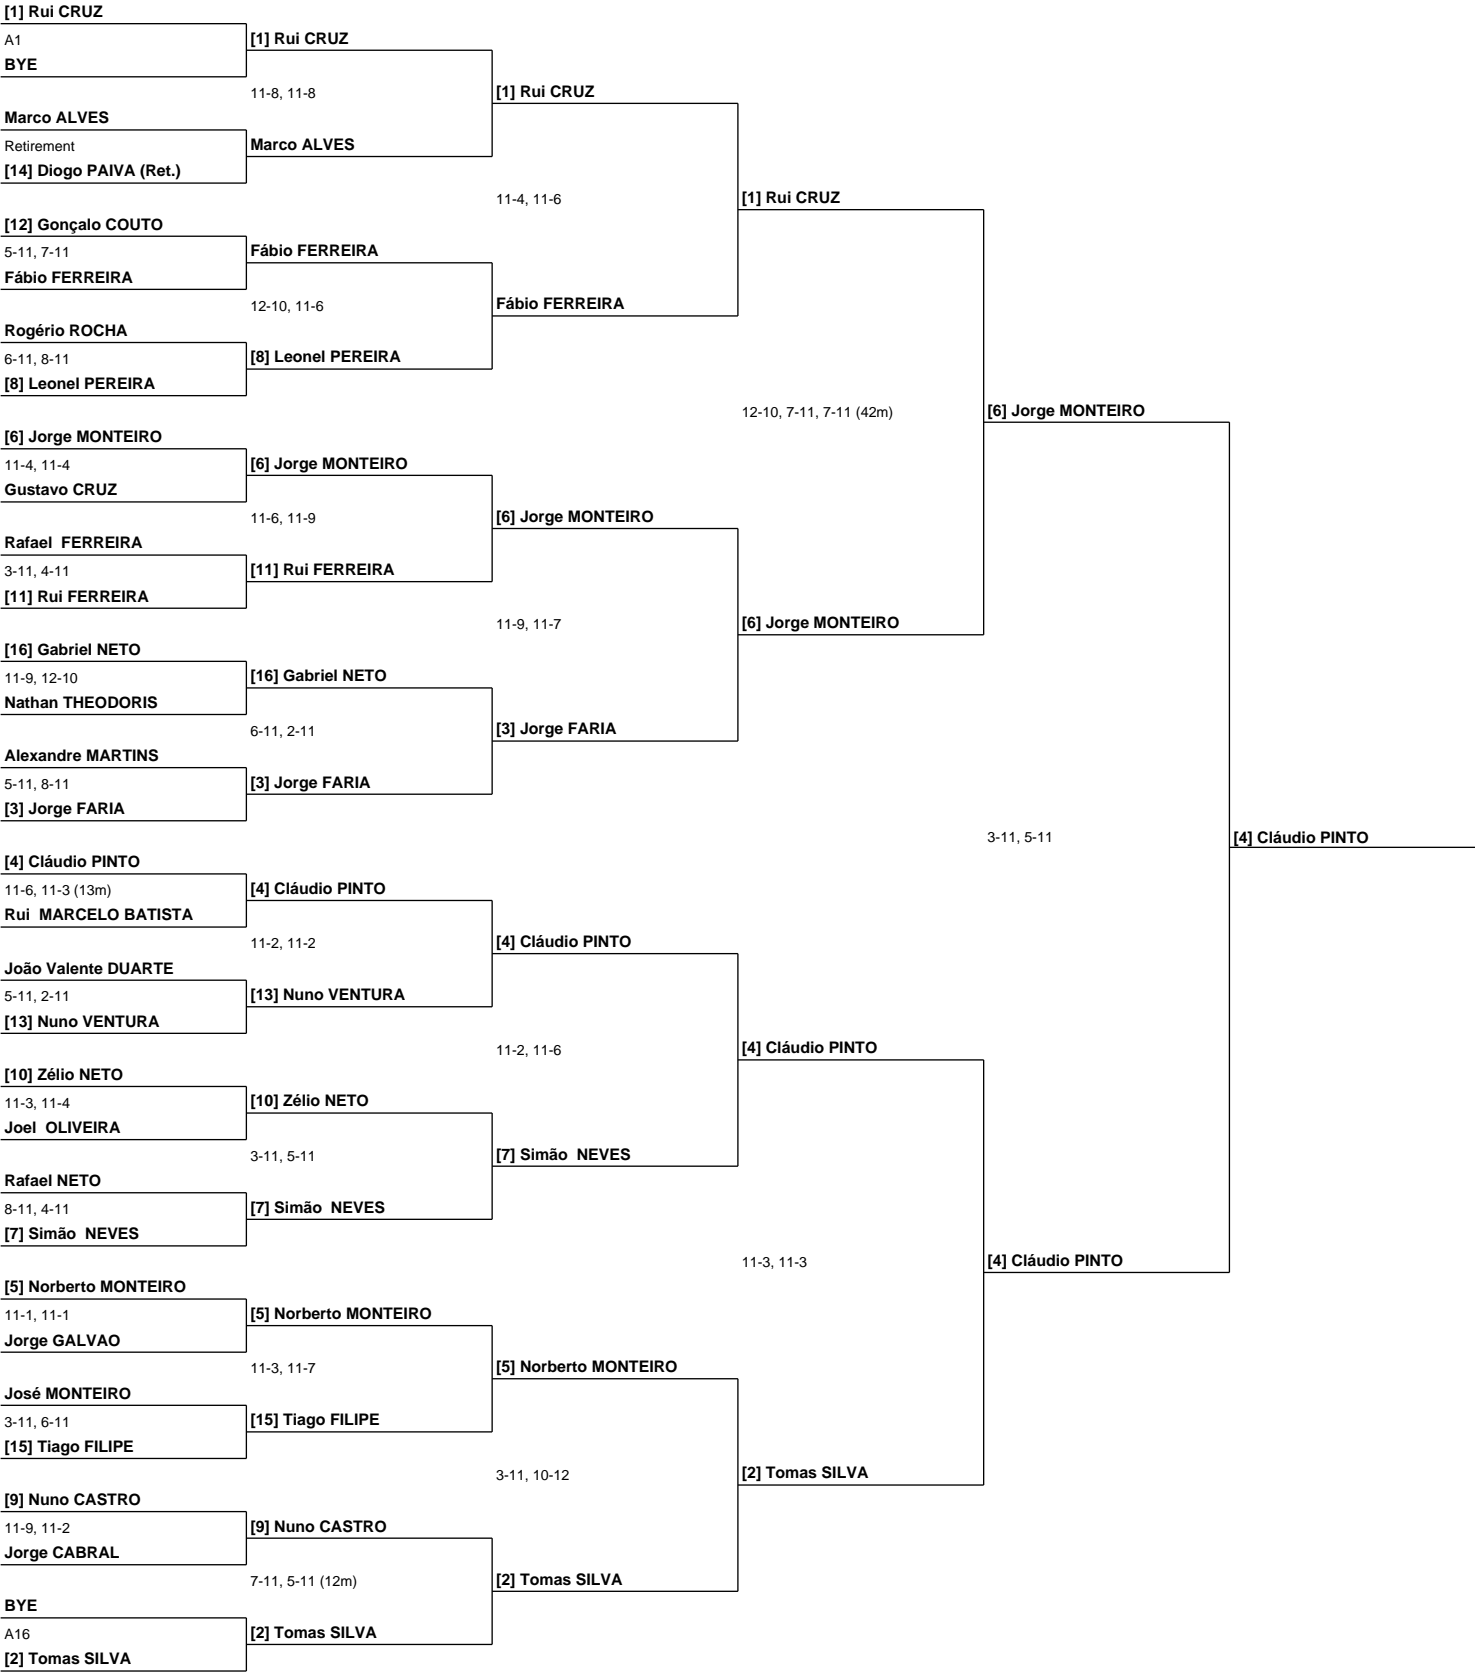 [1] Rui CRUZ
A1
BYE
Marco ALVES
Retirement
[14] Diogo PAIVA (Ret.)
[12] Gonçalo COUTO
5-11, 7-11
Fábio FERREIRA
Rogério ROCHA
6-11, 8-11
[8] Leonel PEREIRA
[6] Jorge MONTEIRO
11-4, 11-4
Gustavo CRUZ
Rafael FERREIRA
3-11, 4-11
[11] Rui FERREIRA
[16] Gabriel NETO
11-9, 12-10
Nathan THEODORIS
Alexandre MARTINS
5-11, 8-11
[3] Jorge FARIA
[4] Cláudio PINTO
11-6, 11-3 (13m)
Rui MARCELO BATISTA
João Valente DUARTE
5-11, 2-11
[13] Nuno VENTURA
[10] Zélio NETO
11-3, 11-4
Joel OLIVEIRA
Rafael NETO
8-11, 4-11
[7] Simão NEVES
[5] Norberto MONTEIRO
11-1, 11-1
Jorge GALVAO
José MONTEIRO
3-11, 6-11
[15] Tiago FILIPE
[9] Nuno CASTRO
11-9, 11-2
Jorge CABRAL
BYE
A16
[2] Tomas SILVA
[1] Rui CRUZ
11-8, 11-8
Marco ALVES
Fábio FERREIRA
12-10, 11-6
[8] Leonel PEREIRA
[6] Jorge MONTEIRO
11-6, 11-9
[11] Rui FERREIRA
[16] Gabriel NETO
6-11, 2-11
[3] Jorge FARIA
[4] Cláudio PINTO
11-2, 11-2
[13] Nuno VENTURA
[10] Zélio NETO
3-11, 5-11
[7] Simão NEVES
[5] Norberto MONTEIRO
11-3, 11-7
[15] Tiago FILIPE
[9] Nuno CASTRO
7-11, 5-11 (12m)
[2] Tomas SILVA
[1] Rui CRUZ
11-4, 11-6
Fábio FERREIRA
[6] Jorge MONTEIRO
11-9, 11-7
[3] Jorge FARIA
[4] Cláudio PINTO
11-2, 11-6
[7] Simão NEVES
[5] Norberto MONTEIRO
3-11, 10-12
[2] Tomas SILVA
[1] Rui CRUZ
12-10, 7-11, 7-11 (42m)
[6] Jorge MONTEIRO
[4] Cláudio PINTO
11-3, 11-3
[2] Tomas SILVA
[6] Jorge MONTEIRO
3-11, 5-11
[4] Cláudio PINTO
[4] Cláudio PINTO